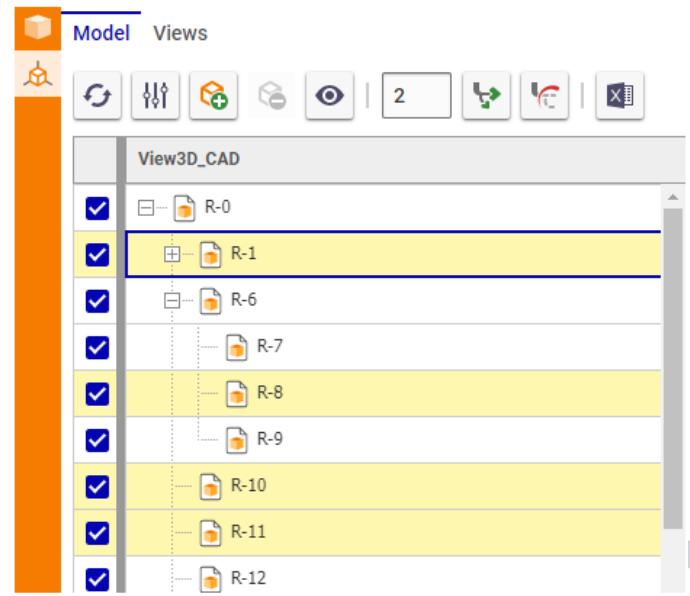 Model Views
2
View3D_CAD
R-0
R-1
R-6
R-7
R-8
R-9
R-10
R-11
R-12